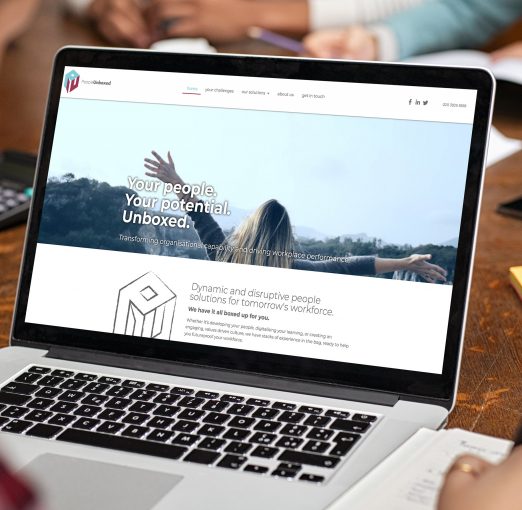 PeopleUnboxed
home your challenges our solutions about us get in touch
Your people.
Your potential.
Unboxed.
Transforming organisational capability and driving workplace performance
Dynamic and disruptive people
solutions for tomorrow's workforce.
We have it all boxed up for you.
Whether it's developing your people, digitalising your learning, or creating an
engaging, values driven culture, we have stacks of experience in the bag, ready to help
you futureproof your workforce.